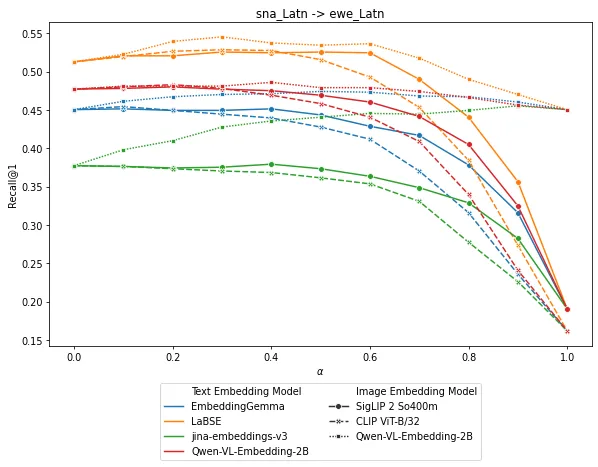 sna_Latn -> ewe_Latn
0.55
0.50
0.45
0.40
0.35
0.30
0.25
0.20
0.15
Recall@1
0.0 0.2 0.4 0.6 0.8 1.0
α
Text Embedding Model
EmbeddingGemma
LaBSE
jina-embeddings-v3
Qwen-VL-Embedding-2B
Image Embedding Model
SigLIP 2 So400m
CLIP ViT-B/32
Qwen-VL-Embedding-2B